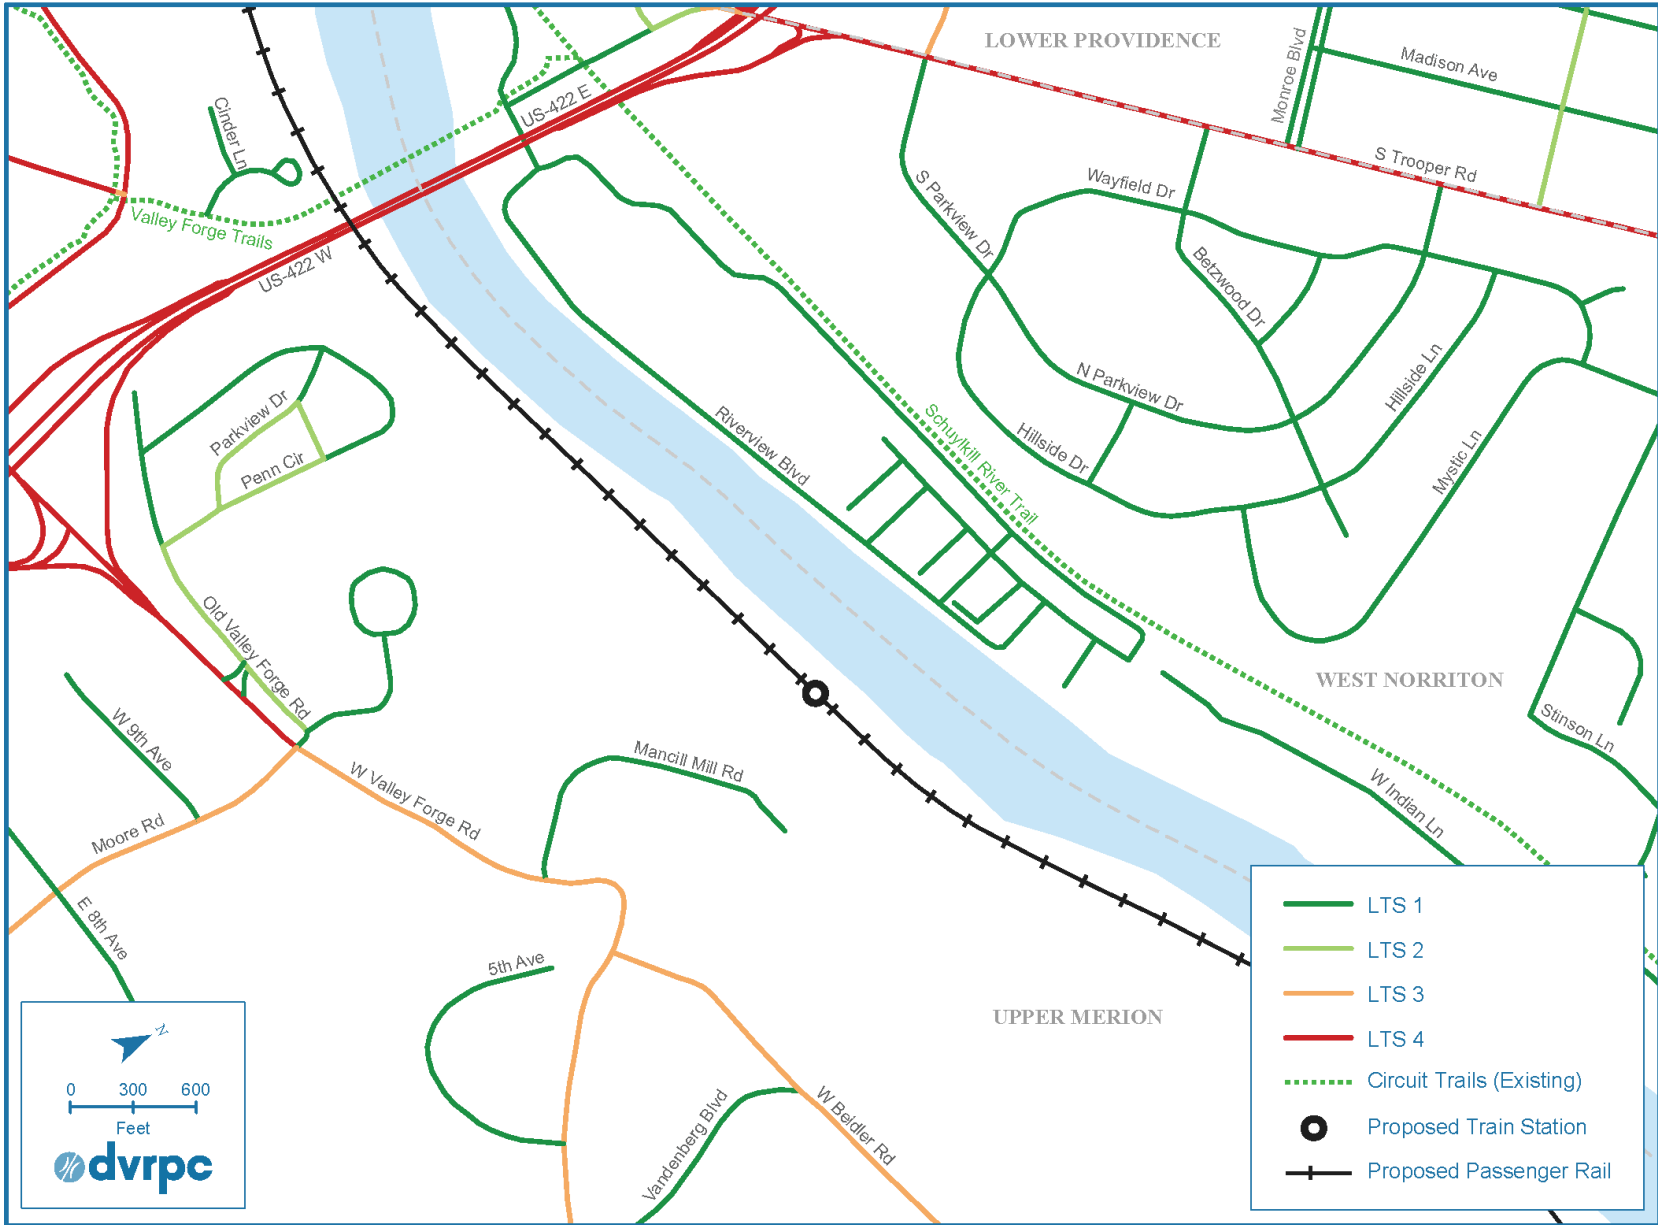 LOWER PROVIDENCE
Monroe Blvd
Madison Ave
Cinder Ln
US-422 E
S Trooper Rd
Wayfield Dr
S Parkview Dr
Valley Forge Trails
US-422 W
Betzwood Dr
Hillside Ln
N Parkview Dr
Parkview Dr
Penn Cir
Riverview Blvd
Schuylkill River Trail
Hillside Dr
Mystic Ln
Old Valley Forge Rd
WEST NORRITON
Stinson Ln
W 9th Ave
Mancill Mill Rd
W Valley Forge Rd
W Indian Ln
Moore Rd
E 8th Ave
5th Ave
UPPER MERION
Vandenberg Blvd
W Beidler Rd
N
0 300 600
Feet
dvrpc
LTS 1
LTS 2
LTS 3
LTS 4
Circuit Trails (Existing)
Proposed Train Station
Proposed Passenger Rail